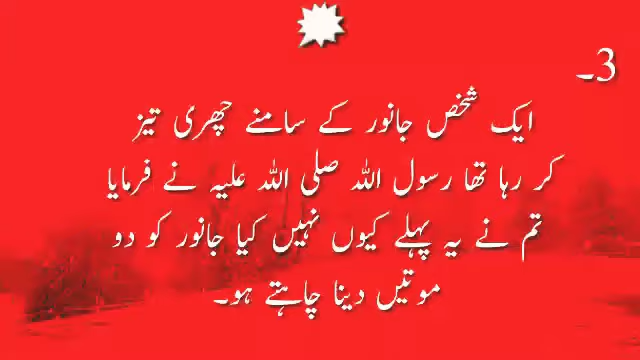 3۔
ایک شخص جانور کے سامنے چھری تیز
کر رہا تھا رسول اللہ صلی اللہ علیہ نے فرمایا
تم نے یہ پہلے کیوں نہیں کیا جانور کو دو
موتیں دینا چاہتے ہو۔